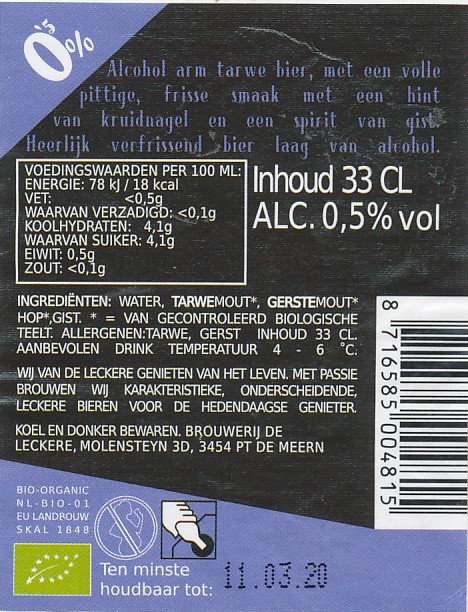 0,5%
Alcohol arm tarwe bier, met een volle
pittige, frisse smaak met een hint
van kruidnagel en een spirit van gist.
Heerlijk verfrissend bier laag van alcohol.
VOEDINGSWAARDEN PER 100 ML:
ENERGIE: 78 kJ / 18 kcal
VET: <0,5g
WAARVAN VERZADIGD: <0,1g
KOOLHYDRATEN: 4,1g
WAARVAN SUIKER: 4,1g
EIWIT: 0,5g
ZOUT: <0,1g
Inhoud 33 CL
ALC. 0,5% vol
INGREDIËNTEN: WATER, TARWEMOUT*, GERSTEMOUT*
HOP*,GIST. * = VAN GECONTROLEERD BIOLOGISCHE
TEELT. ALLERGENEN:TARWE, GERST INHOUD 33 CL.
AANBEVOLEN DRINK TEMPERATUUR 4 - 6 °C.
WIJ VAN DE LECKERE GENIETEN VAN HET LEVEN. MET PASSIE
BROUWEN WIJ KARAKTERISTIEKE, ONDERSCHEIDENDE,
LECKERE BIEREN VOOR DE HEDENDAAGSE GENIETER.
KOEL EN DONKER BEWAREN. BROUWERIJ DE
LECKERE, MOLENSTEYN 3D, 3454 PT DE MEERN
8 716585 004815
BIO-ORGANIC
NL-BIO-01
EU LANDROUW
SKAL 1848
Ten minste
houdbaar tot: 11.03.20